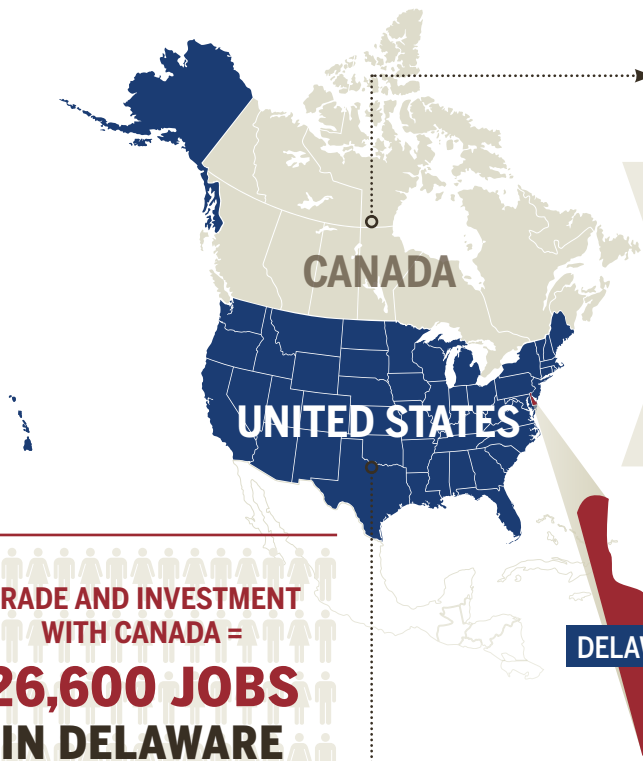 CANADA
UNITED STATES
RADE AND INVESTMENT
WITH CANADA =
26,600 JOBS
IN DELAWARE
DELAW